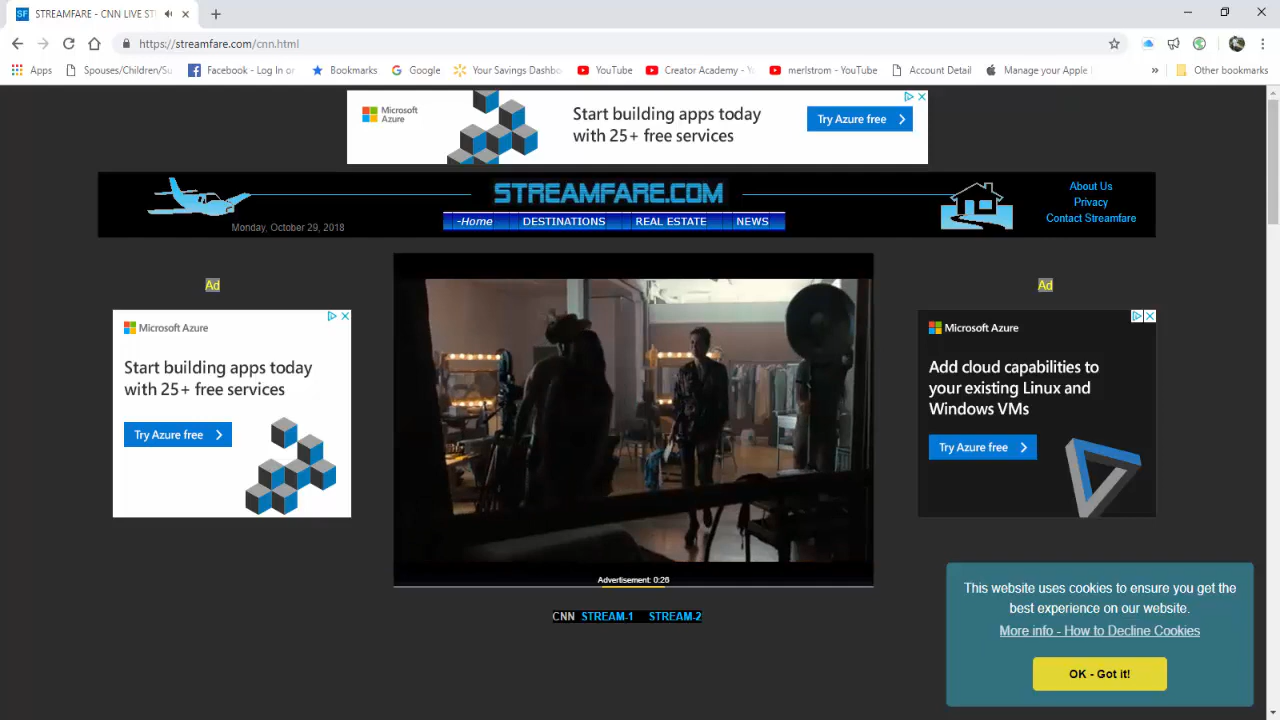 SF STREAMFARE - CNN LIVE ST
https://streamfare.com/cnn.html
Apps Spouses/Children/Su Facebook - Log In or Bookmarks Google Your Savings Dashbo YouTube Creator Academy - Y merlstrom - YouTube Account Detail Manage your Apple » Other bookmarks
Microsoft
Azure
Start building apps today
with 25+ free services
Try Azure free
STREAMFARE.COM
Monday, October 29, 2018
-Home DESTINATIONS REAL ESTATE NEWS
About Us
Privacy
Contact Streamfare
Ad
Microsoft Azure
Start building apps today
with 25+ free services
Try Azure free
Advertisement: 0:26
CNN STREAM-1 STREAM-2
Ad
Microsoft Azure
Add cloud capabilities to
your existing Linux and
Windows VMs
Try Azure free
This website uses cookies to ensure you get the
best experience on our website.
More info - How to Decline Cookies
OK - Got it!